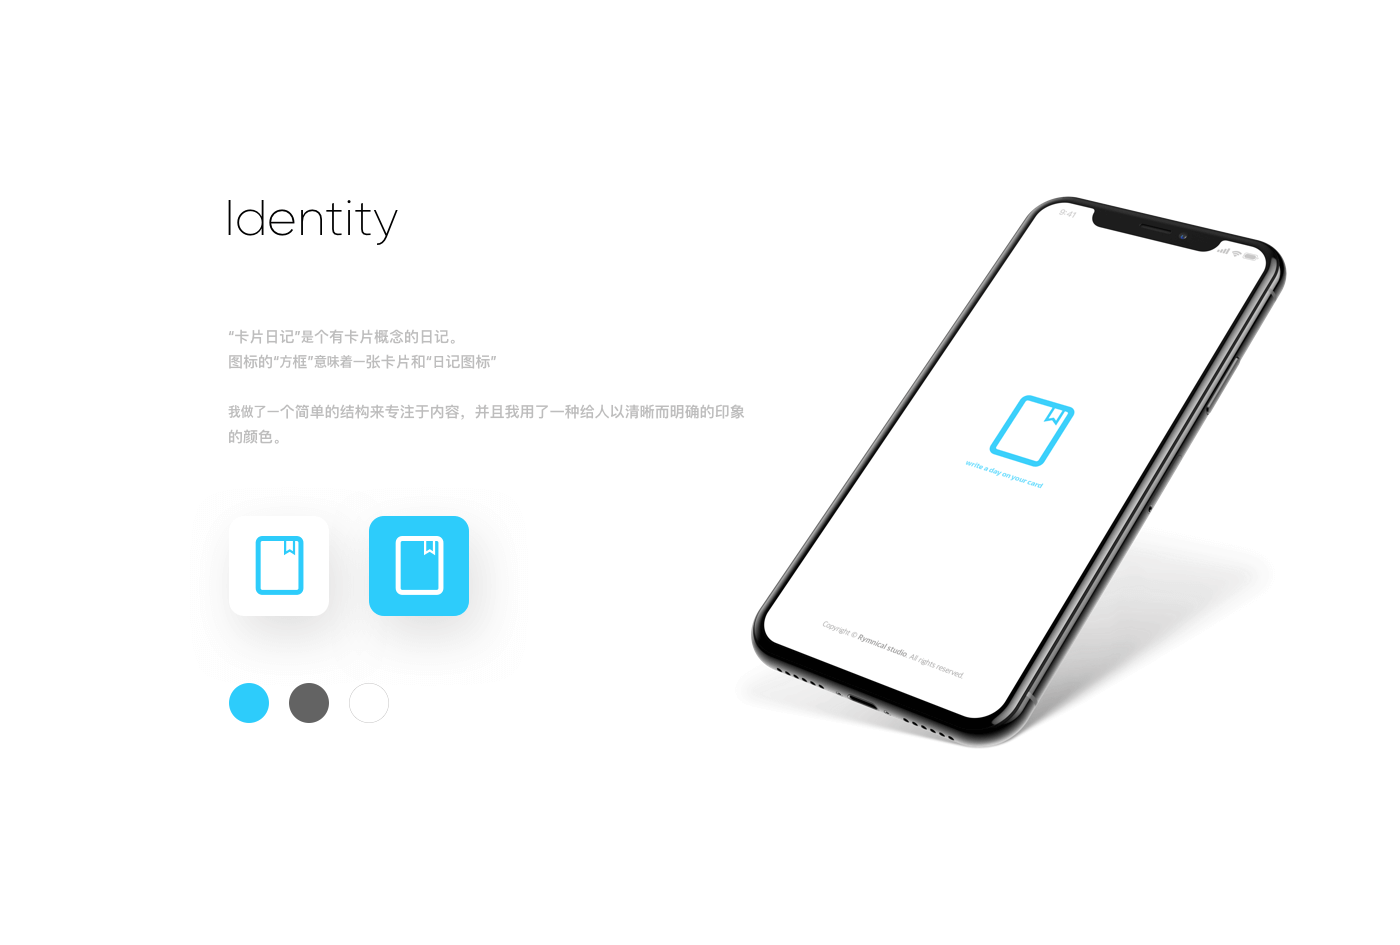 Identity
“卡片日记”是个有卡片概念的日记。
图标的“方框”意味着一张卡片和“日记图标”
我做了一个简单的结构来专注于内容，并且我用了一种给人以清晰而明确的印象
的颜色。
9:41
write a day on your card
Copyright © Rymnical studio. All rights reserved.